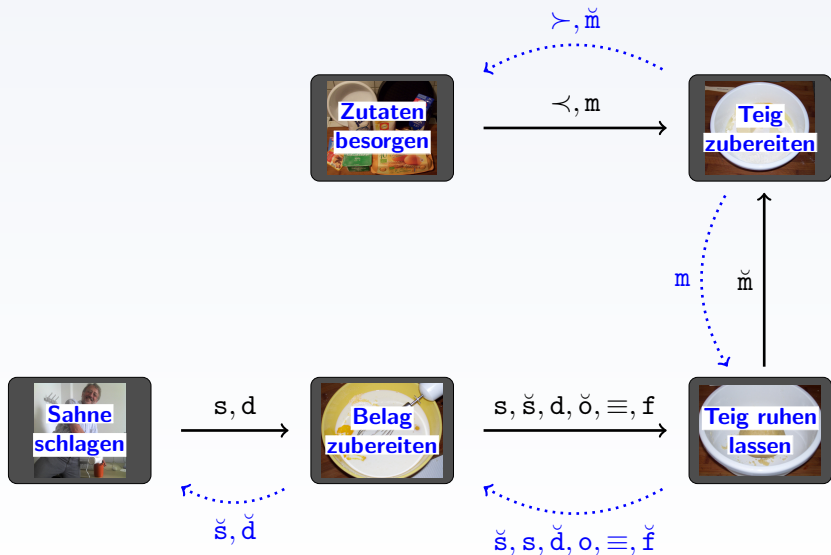 ≻, m̆
Zutaten
besorgen
≺, m
Teig
zubereiten
m
m̆
Sahne
schlagen
s, d
Belag
zubereiten
s, s̆, d, ŏ, ≡, f
Teig ruhen
lassen
s̆, d̆
s̆, s, d̆, o, ≡, f̆